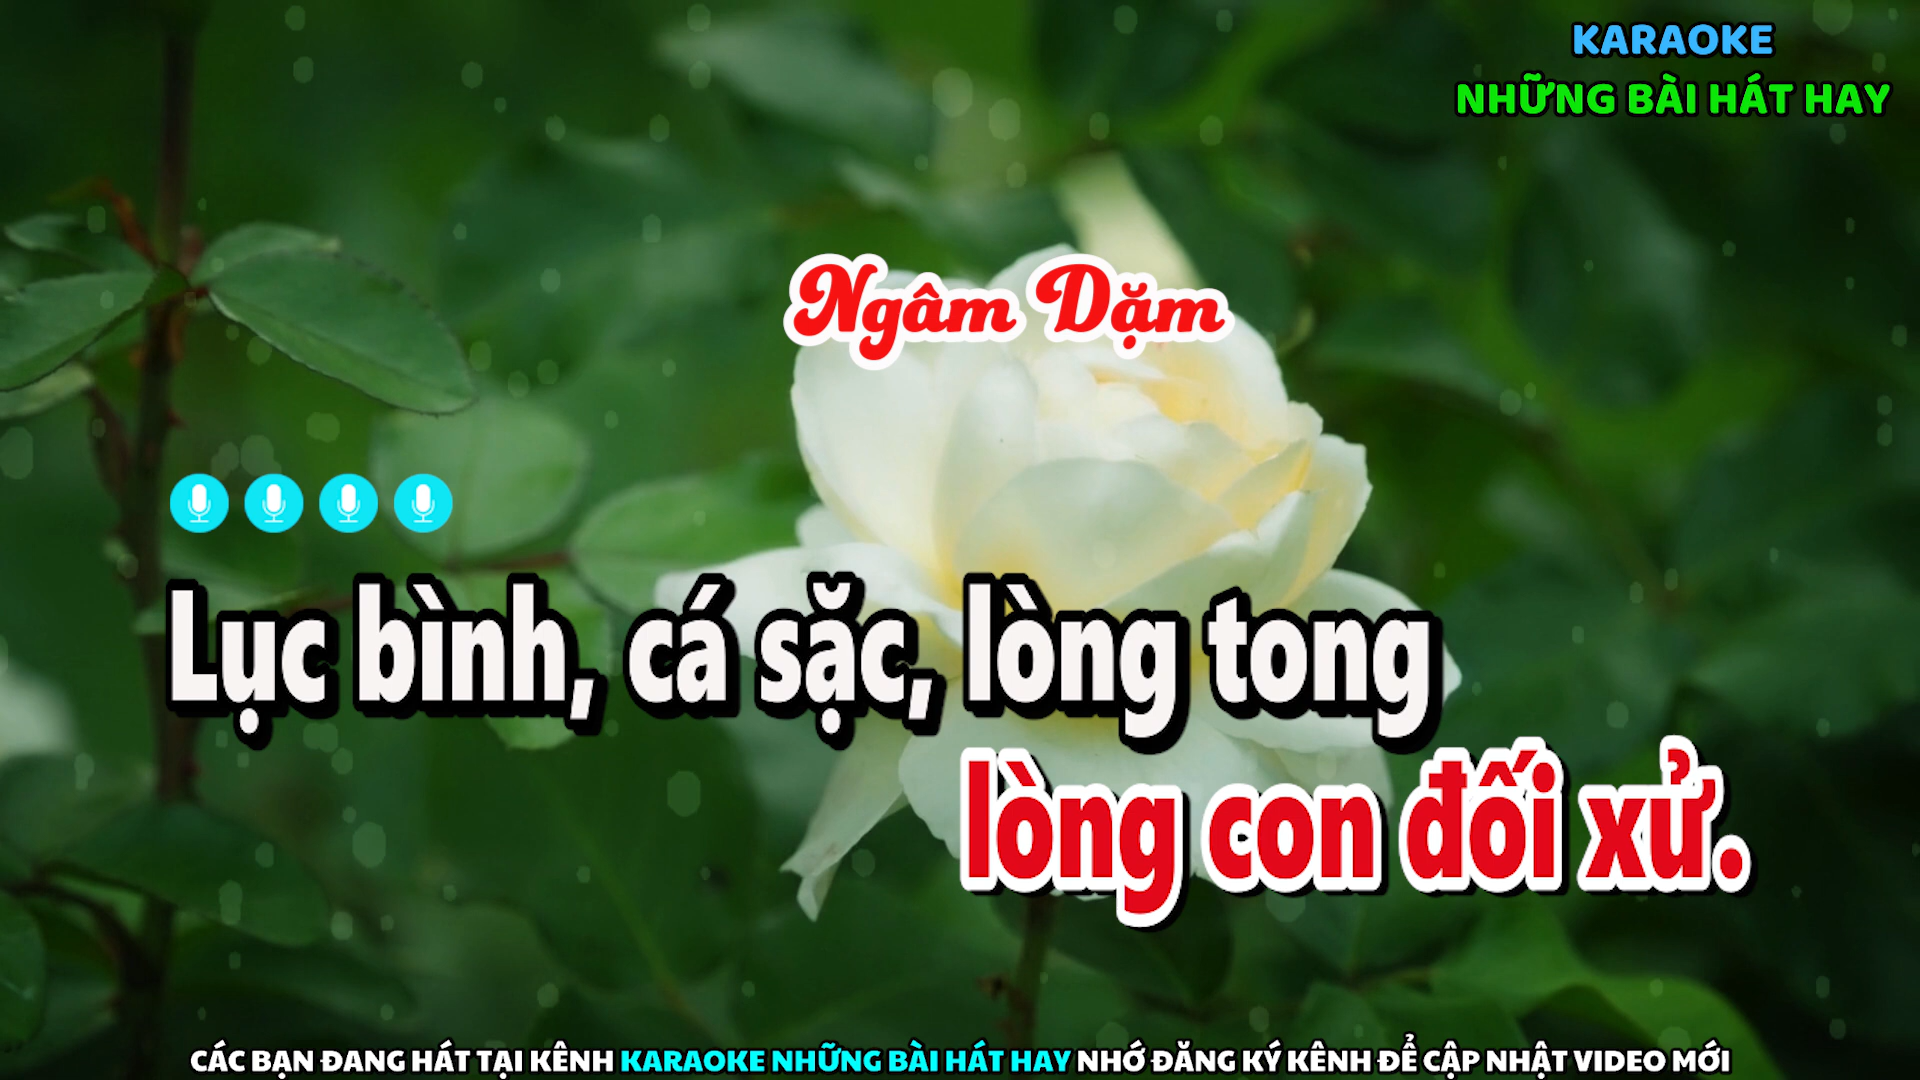 KARAOKE
NHỮNG BÀI HÁT HAY
Ngâm Dặm
Lục bình, cá sặc, lòng tong
lòng con đối xử.
CÁC BẠN ĐANG HÁT TẠI KÊNH KARAOKE NHỮNG BÀI HÁT HAY NHỚ ĐĂNG KÝ KÊNH ĐỂ CẬP NHẬT VIDEO MỚI